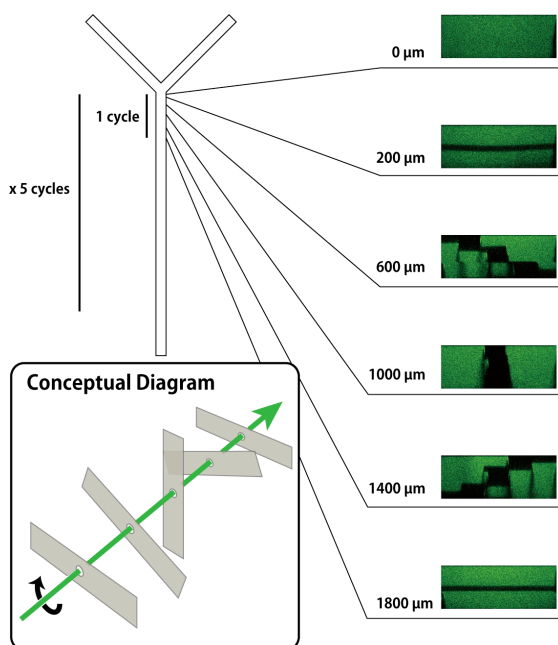 0 µm
1 cycle
200 µm
x 5 cycles
600 µm
1000 µm
Conceptual Diagram
1400 µm
1800 µm